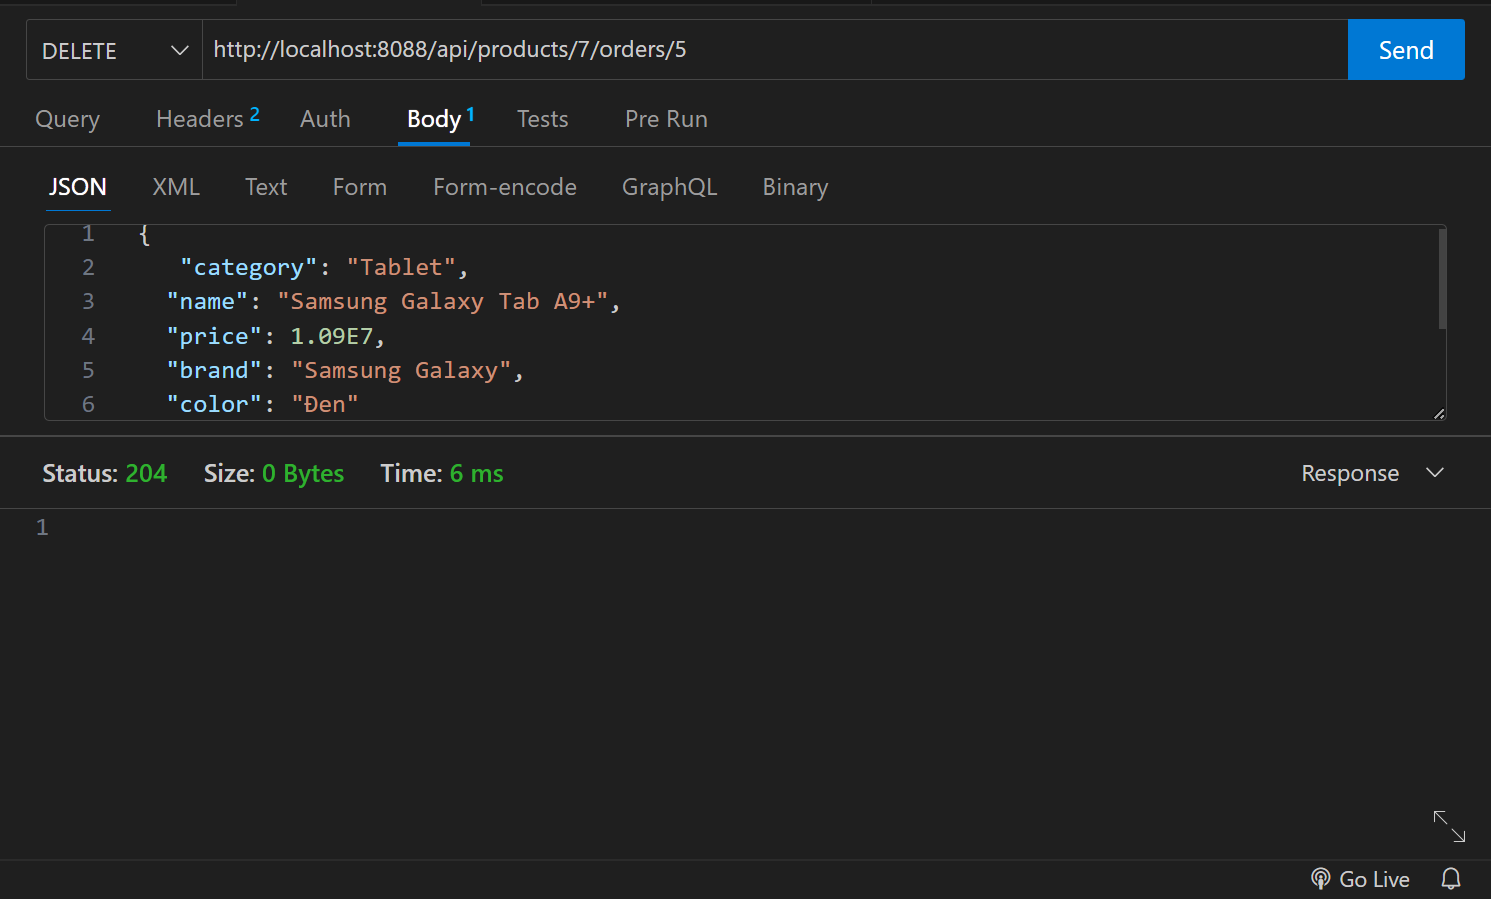 DELETE http://localhost:8088/api/products/7/orders/5 Send
Query Headers 2 Auth Body 1 Tests Pre Run
JSON XML Text Form Form-encode GraphQL Binary
1 {
2 "category": "Tablet",
3 "name": "Samsung Galaxy Tab A9+",
4 "price": 1.09E7,
5 "brand": "Samsung Galaxy",
6 "color": "Đen"
Status: 204 Size: 0 Bytes Time: 6 ms Response
1
Go Live